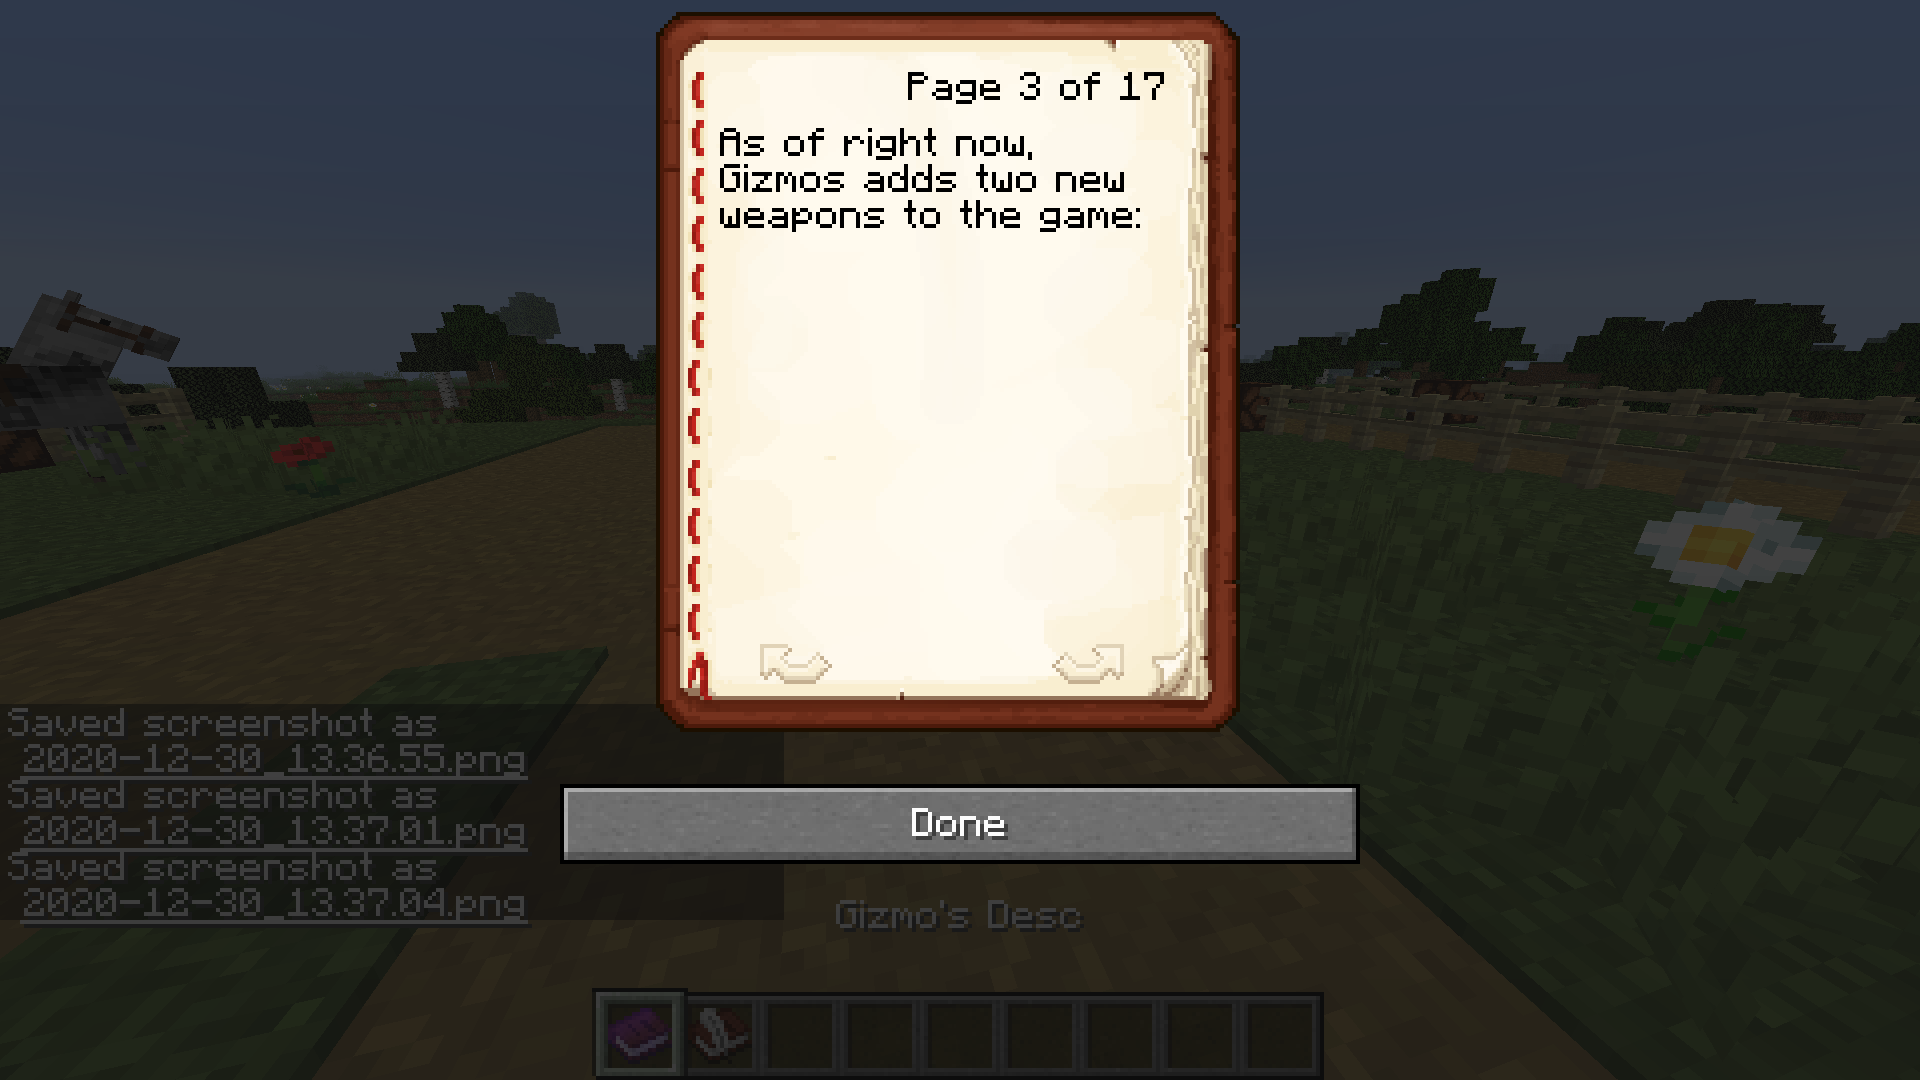 Page 3 of 17
As of right now,
Gizmos adds two new
weapons to the game:
Saved screenshot as
2020-12-30_13.36.55.png
Saved screenshot as
2020-12-30_13.37.01.png
Saved screenshot as
2020-12-30_13.37.04.png
Done
Gizmo's Desc